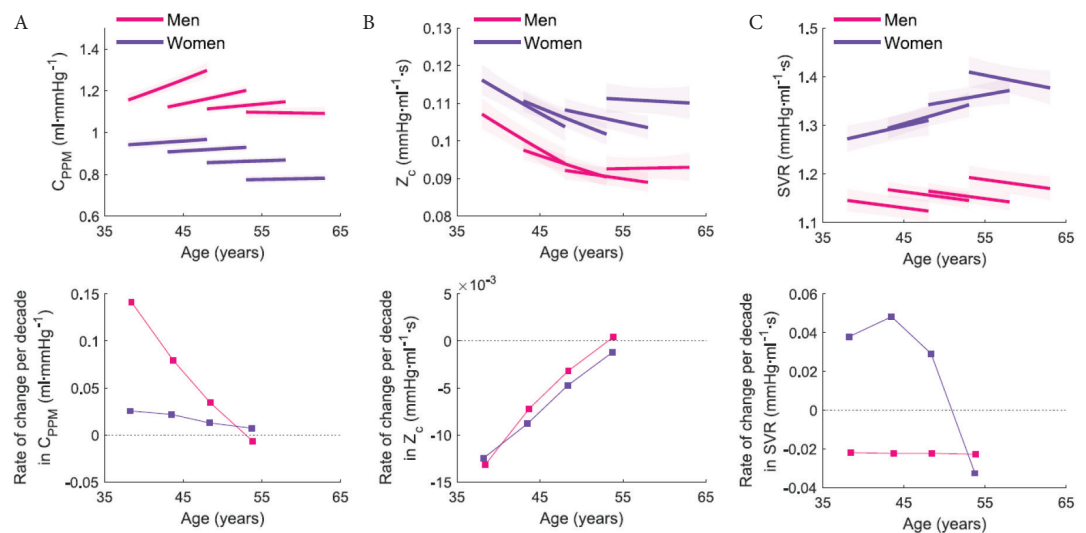 A
Men
Women
C_PPM (ml·mmHg⁻¹)
1.4
1.2
1
0.8
0.6
35
45
55
65
Age (years)
B
Men
Women
Z_c (mmHg·ml⁻¹·s)
0.12
0.11
0.1
0.09
0.08
35
45
55
65
Age (years)
C
Men
Women
SVR (mmHg·ml⁻¹·s)
1.5
1.4
1.3
1.2
1.1
35
45
55
65
Age (years)
Rate of change per decade
in C_PPM (ml·mmHg⁻¹)
0.15
0.1
0.05
0
-0.05
35
45
55
65
Age (years)
Rate of change per decade
in Z_c (mmHg·ml⁻¹·s)
× 10⁻³
5
0
-5
-10
-15
35
45
55
65
Age (years)
Rate of change per decade
in SVR (mmHg·ml⁻¹·s)
0.06
0.04
0.02
0
-0.02
-0.04
35
45
55
65
Age (years)